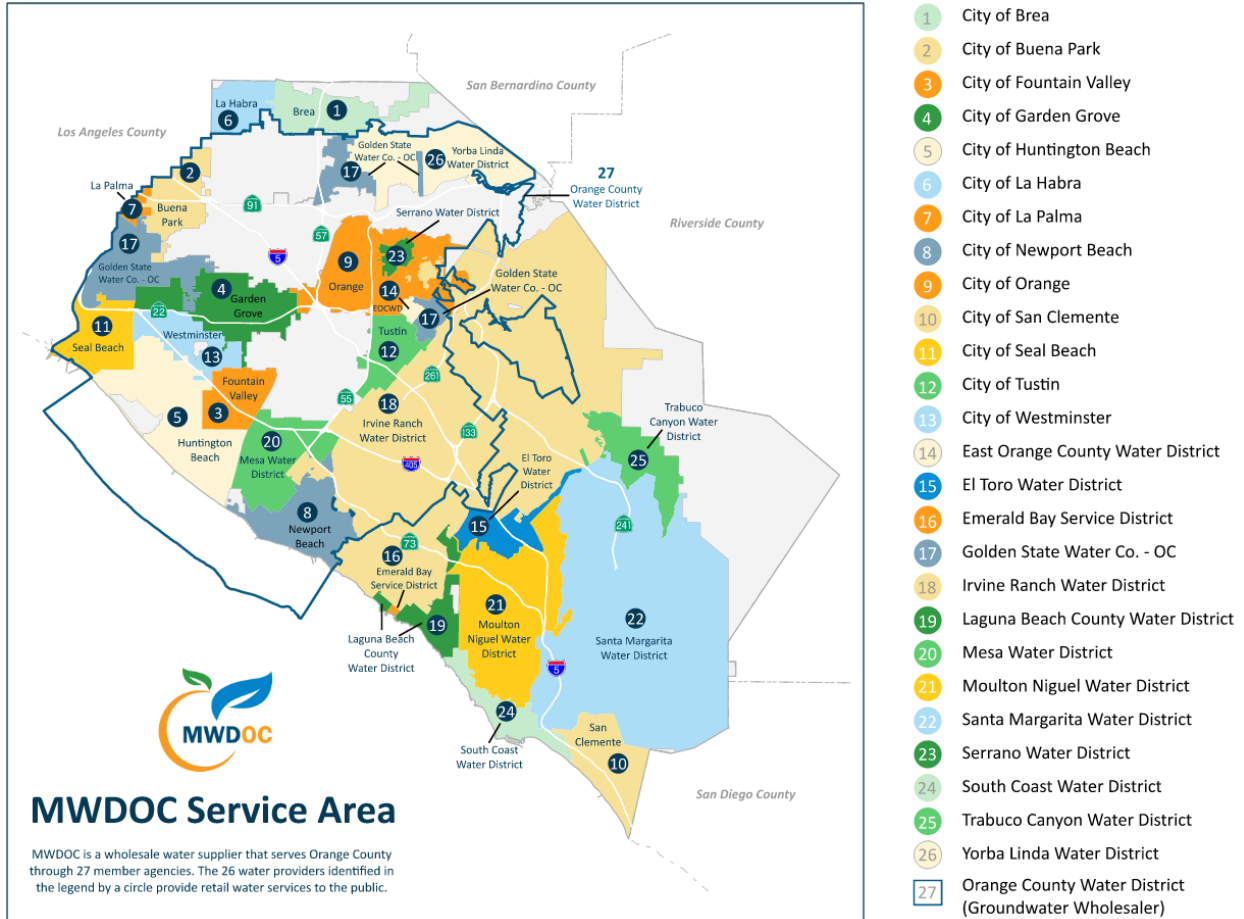 San Bernardino County
La Habra
6
Brea
1
Los Angeles County
Golden State
Water Co. - OC
17
26
Yorba Linda
Water District
2
27
Orange County
Water District
La Palma
7
Buena
Park
91
Serrano Water District
Riverside County
57
17
5
23
Golden State
Water Co. - OC
9
Orange
Golden State
Water Co. - OC
4
Garden
Grove
14
EOCWD
17
22
11
Seal Beach
Westminster
13
Tustin
12
261
Fountain
Valley
3
55
18
Irvine Ranch
Water District
Trabuco
Canyon Water
District
5
Huntington
Beach
20
Mesa Water
District
133
405
El Toro
Water
District
25
8
Newport
Beach
15
241
73
16
Emerald Bay
Service District
21
Moulton
Niguel Water
District
19
22
Santa Margarita
Water District
Laguna Beach
County
Water District
5
24
South Coast
Water District
San
Clemente
10
San Diego County
MWDOC
MWDOC Service Area
MWDOC is a wholesale water supplier that serves Orange County
through 27 member agencies. The 26 water providers identified in
the legend by a circle provide retail water services to the public.
1 City of Brea
2 City of Buena Park
3 City of Fountain Valley
4 City of Garden Grove
5 City of Huntington Beach
6 City of La Habra
7 City of La Palma
8 City of Newport Beach
9 City of Orange
10 City of San Clemente
11 City of Seal Beach
12 City of Tustin
13 City of Westminster
14 East Orange County Water District
15 El Toro Water District
16 Emerald Bay Service District
17 Golden State Water Co. - OC
18 Irvine Ranch Water District
19 Laguna Beach County Water District
20 Mesa Water District
21 Moulton Niguel Water District
22 Santa Margarita Water District
23 Serrano Water District
24 South Coast Water District
25 Trabuco Canyon Water District
26 Yorba Linda Water District
27 Orange County Water District
(Groundwater Wholesaler)